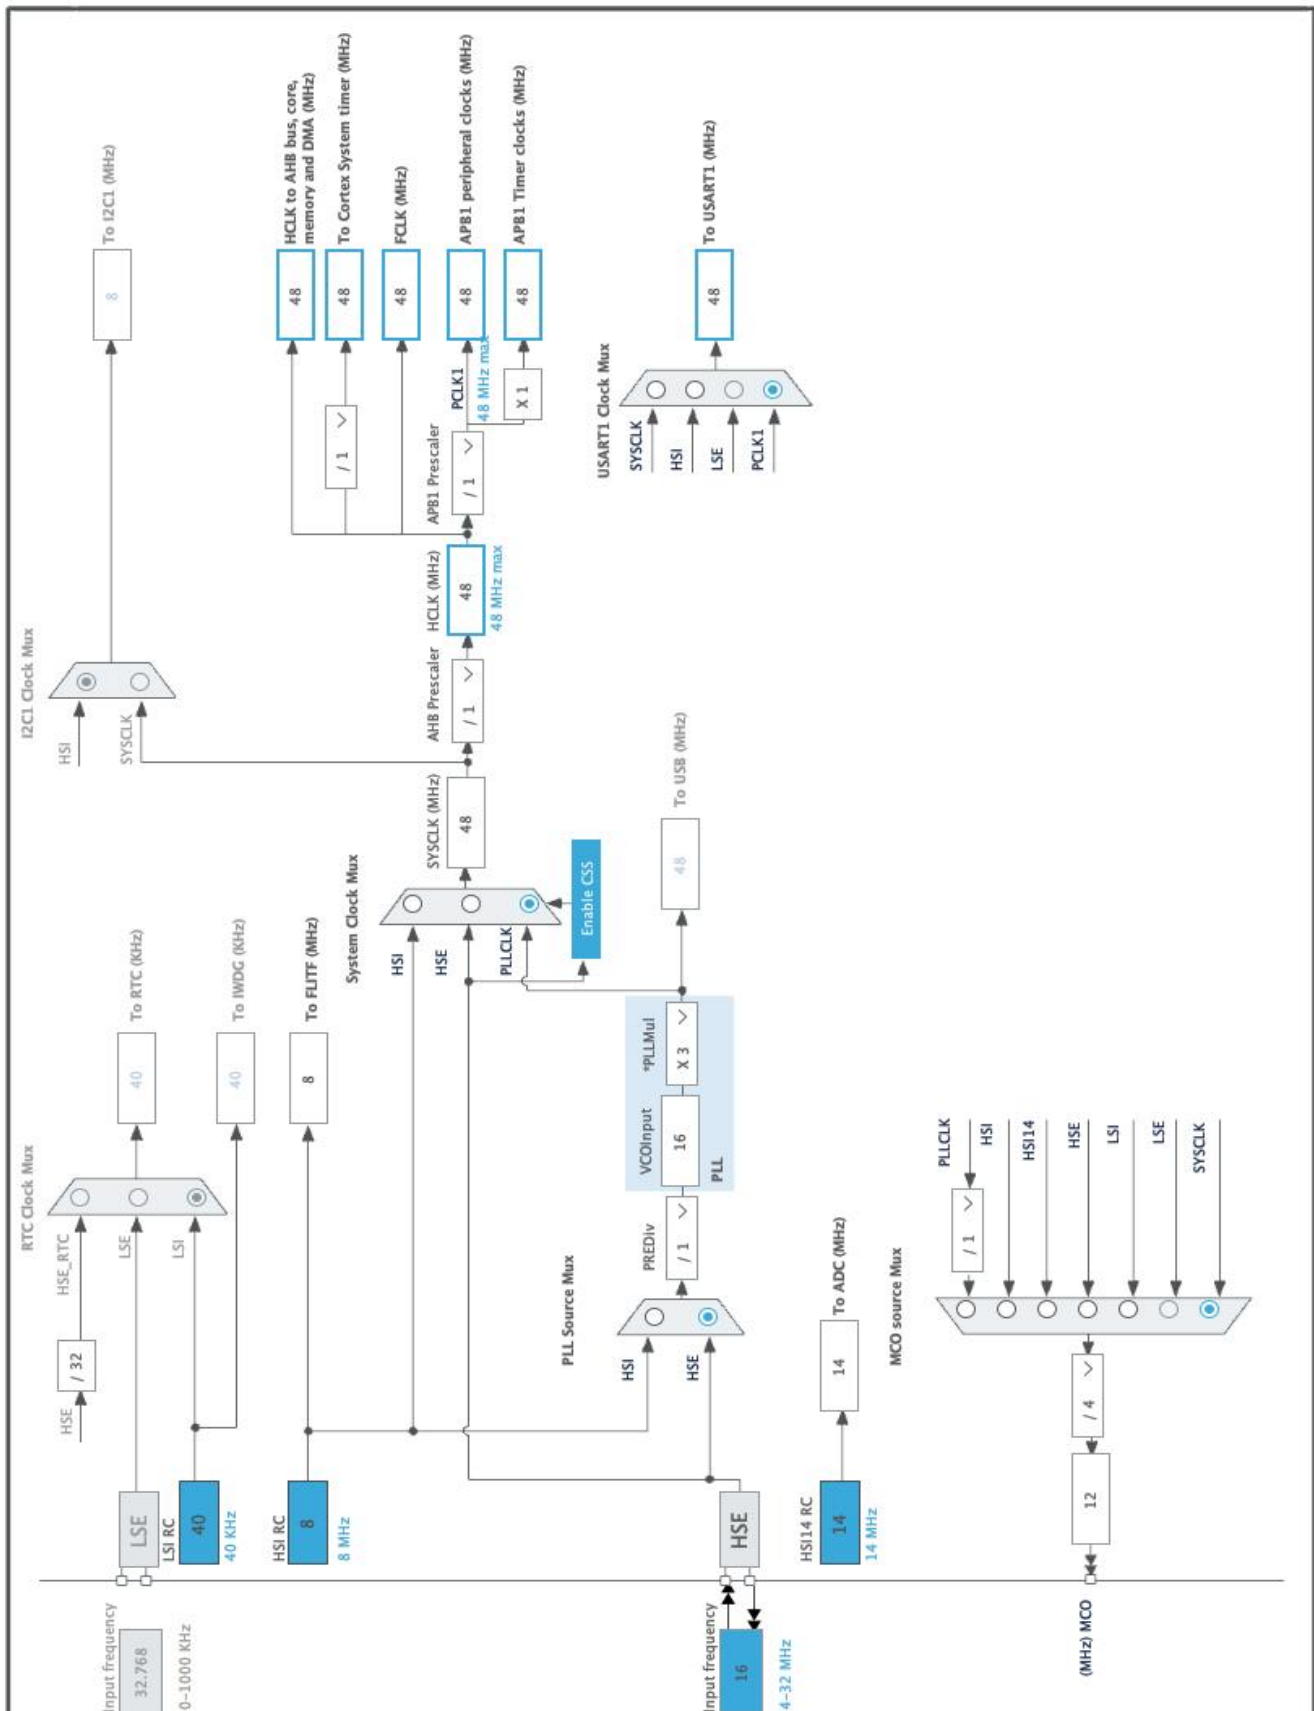 RTC Clock Mux
HSE
/ 32
HSE_RTC
LSE
LSI
40
To RTC (KHz)
40
To IWDG (KHz)
8
To FLITF (MHz)
Input frequency
32.768
0-1000 KHz
LSE
LSI RC
40
40 KHz
HSI RC
8
8 MHz
I2C1 Clock Mux
HSI
SYSCLK
8
To I2C1 (MHz)
System Clock Mux
HSI
HSE
PLLCLK
Enable CSS
SYSCLK (MHz)
48
AHB Prescaler
/ 1
HCLK (MHz)
48
48 MHz max
APB1 Prescaler
/ 1
PCLK1
48 MHz max
X 1
/ 1
48
HCLK to AHB bus, core,
memory and DMA (MHz)
48
To Cortex System timer (MHz)
48
FCLK (MHz)
48
APB1 peripheral clocks (MHz)
48
APB1 Timer clocks (MHz)
PLL Source Mux
HSI
HSE
PREDiv
/ 1
VCOInput
16
*PLLMul
X 3
PLL
48
To USB (MHz)
USART1 Clock Mux
SYSCLK
HSI
LSE
PCLK1
48
To USART1 (MHz)
Input frequency
16
4-32 MHz
HSE
HSI14 RC
14
14 MHz
14
To ADC (MHz)
MCO source Mux
PLLCLK
/ 1
HSI
HSI14
HSE
LSI
LSE
SYSCLK
/ 4
12
(MHz) MCO